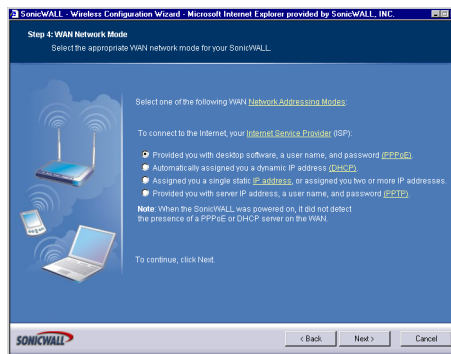 SonicWALL - Wireless Configuration Wizard - Microsoft Internet Explorer provided by SonicWALL, INC.
Step 4: WAN Network Mode
Select the appropriate WAN network mode for your SonicWALL.
Select one of the following WAN Network Addressing Modes:
To connect to the Internet, your Internet Service Provider (ISP):
Provided you with desktop software, a user name, and password (PPPoE).
Automatically assigned you a dynamic IP address (DHCP).
Assigned you a single static IP address, or assigned you two or more IP addresses.
Provided you with server IP address, a user name, and password (PPTP).
Note: When the SonicWALL was powered on, it did not detect
the presence of a PPPoE or DHCP server on the WAN.
To continue, click Next.
SONICWALL
< Back
Next >
Cancel